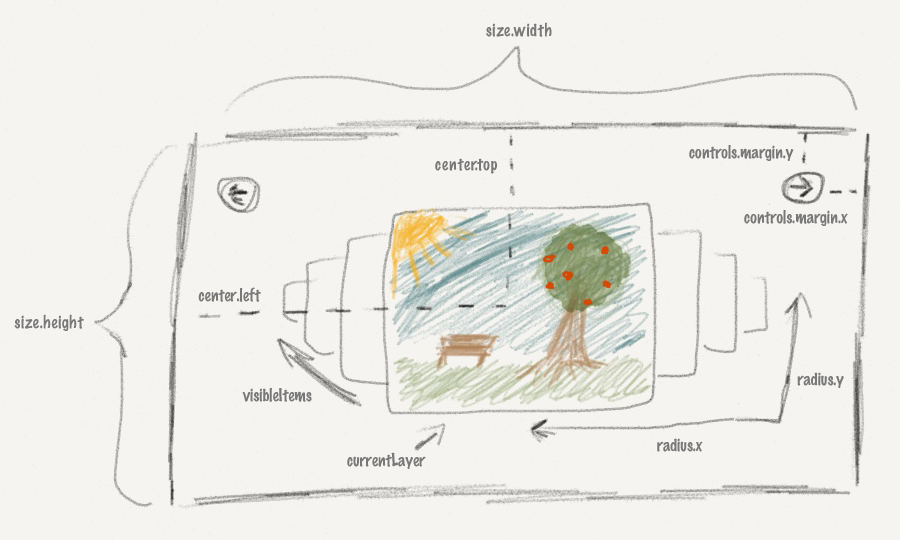 size.width
controls.margin.y
center.top
controls.margin.x
center.left
size.height
radius.y
visibleItems
radius.x
currentLayer